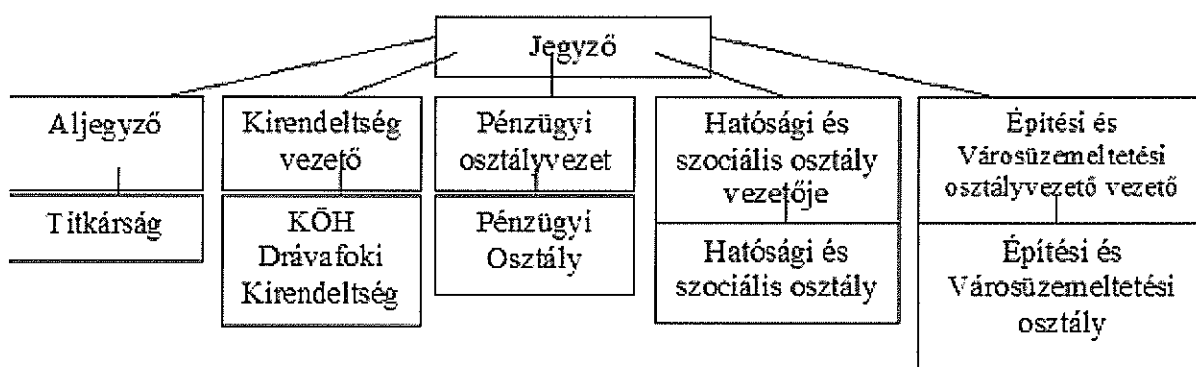 Jegyző
Aljegyző
Titkárság
Kirendeltség
vezető
KÖH
Drávafoki
Kirendeltség
Pénzügyi
osztályvezet
Pénzügyi
Osztály
Hatósági és
szociális osztály
vezetője
Hatósági és
szociális osztály
Építési és
Városüzemeltetési
osztályvezető vezető
Építési és
Városüzemeltetési
osztály